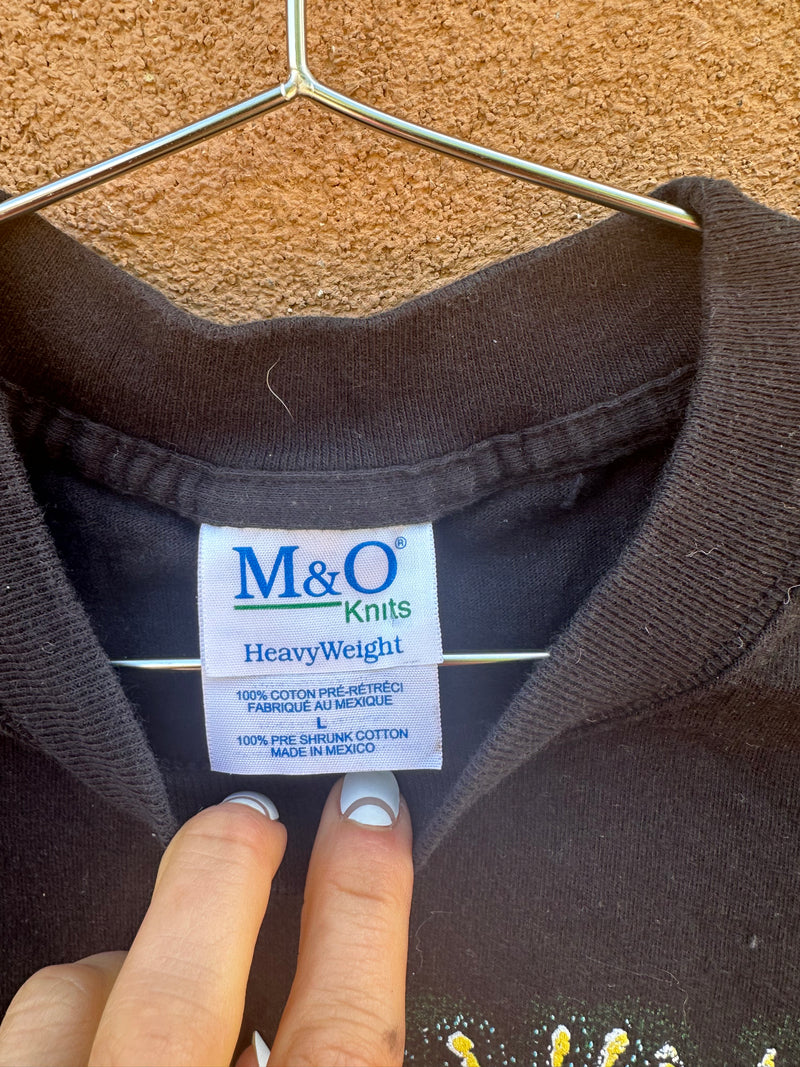 M&O®
Knits
HeavyWeight
100% COTON PRÉ-RÉTRÉCI
FABRIQUÉ AU MEXIQUE
L
100% PRE SHRUNK COTTON
MADE IN MEXICO